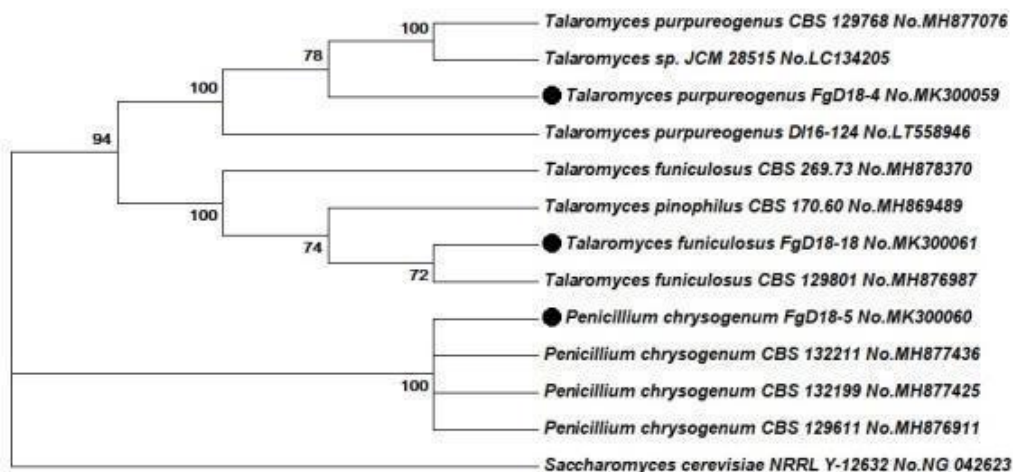 Talaromyces purpureogenus CBS 129768 No.MH877076
100
Talaromyces sp. JCM 28515 No.LC134205
78
Talaromyces purpureogenus FgD18-4 No.MK300059
100
Talaromyces purpureogenus DI16-124 No.LT558946
94
Talaromyces funiculosus CBS 269.73 No.MH878370
100
Talaromyces pinophilus CBS 170.60 No.MH869489
74
Talaromyces funiculosus FgD18-18 No.MK300061
72
Talaromyces funiculosus CBS 129801 No.MH876987
Penicillium chrysogenum FgD18-5 No.MK300060
Penicillium chrysogenum CBS 132211 No.MH877436
100
Penicillium chrysogenum CBS 132199 No.MH877425
Penicillium chrysogenum CBS 129611 No.MH876911
Saccharomyces cerevisiae NRRL Y-12632 No.NG 042623